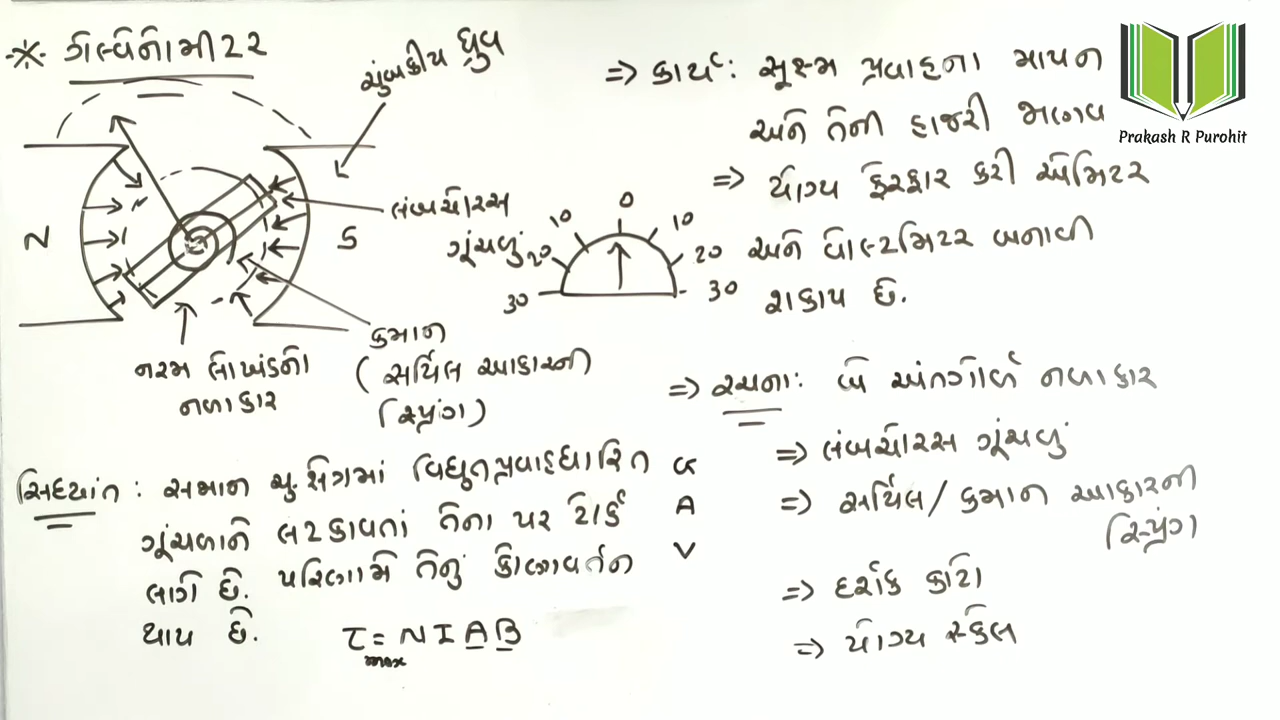 * ગેલ્વેનોમીટર
ચુંબકીય ધ્રુવ
N
S
લંબચોરસ
ગૂંચળું
કમાન
(સર્પિલ આકારની
સ્પ્રિંગ)
નરમ લોખંડનો
નળાકાર
30 20 10 0 10 20 30
સિદ્ધાંત : સમાન ચુ.ક્ષેત્રમાં વિદ્યુતપ્રવાહધારિત
ગૂંચળાને લટકાવતાં તેના પર ટોર્ક
લાગે છે. પરિણામે તેનું કોણાવર્તન
થાય છે.
τmax = N I A B
G
A
V
⇒ કાર્ય : સૂક્ષ્મ પ્રવાહના માપન
અને તેની હાજરી જાણવા
⇒ યોગ્ય ફેરફાર કરી એમિટર
અને વોલ્ટમિટર બનાવી
શકાય છે.
⇒ રચના : બે અંતર્ગોળ નળાકાર
⇒ લંબચોરસ ગૂંચળું
⇒ સર્પિલ / કમાન આકારની
સ્પ્રિંગ
⇒ દર્શક કાંટો
⇒ યોગ્ય સ્કેલ
Prakash R Purohit